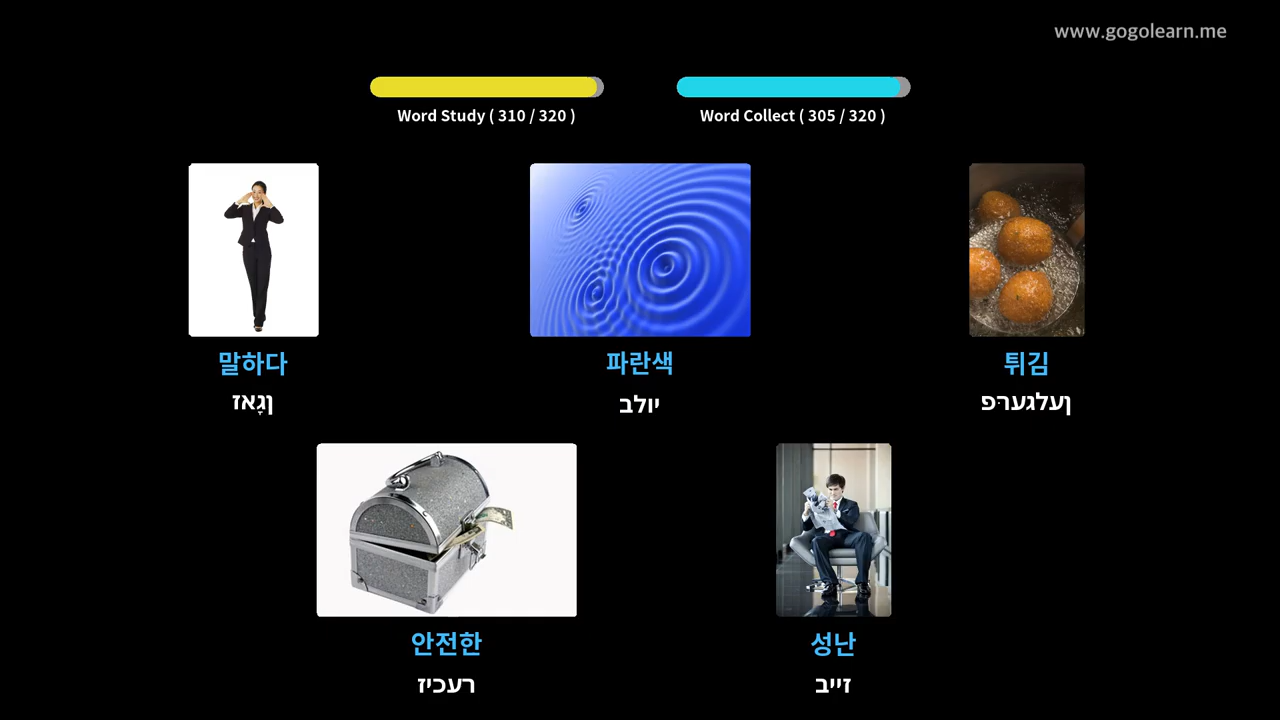 www.gogolearn.me
Word Study ( 310 / 320 )
Word Collect ( 305 / 320 )
말하다
זאָגן
파란색
בלוי
튀김
פּרעגלען
안전한
זיכער
성난
בייז